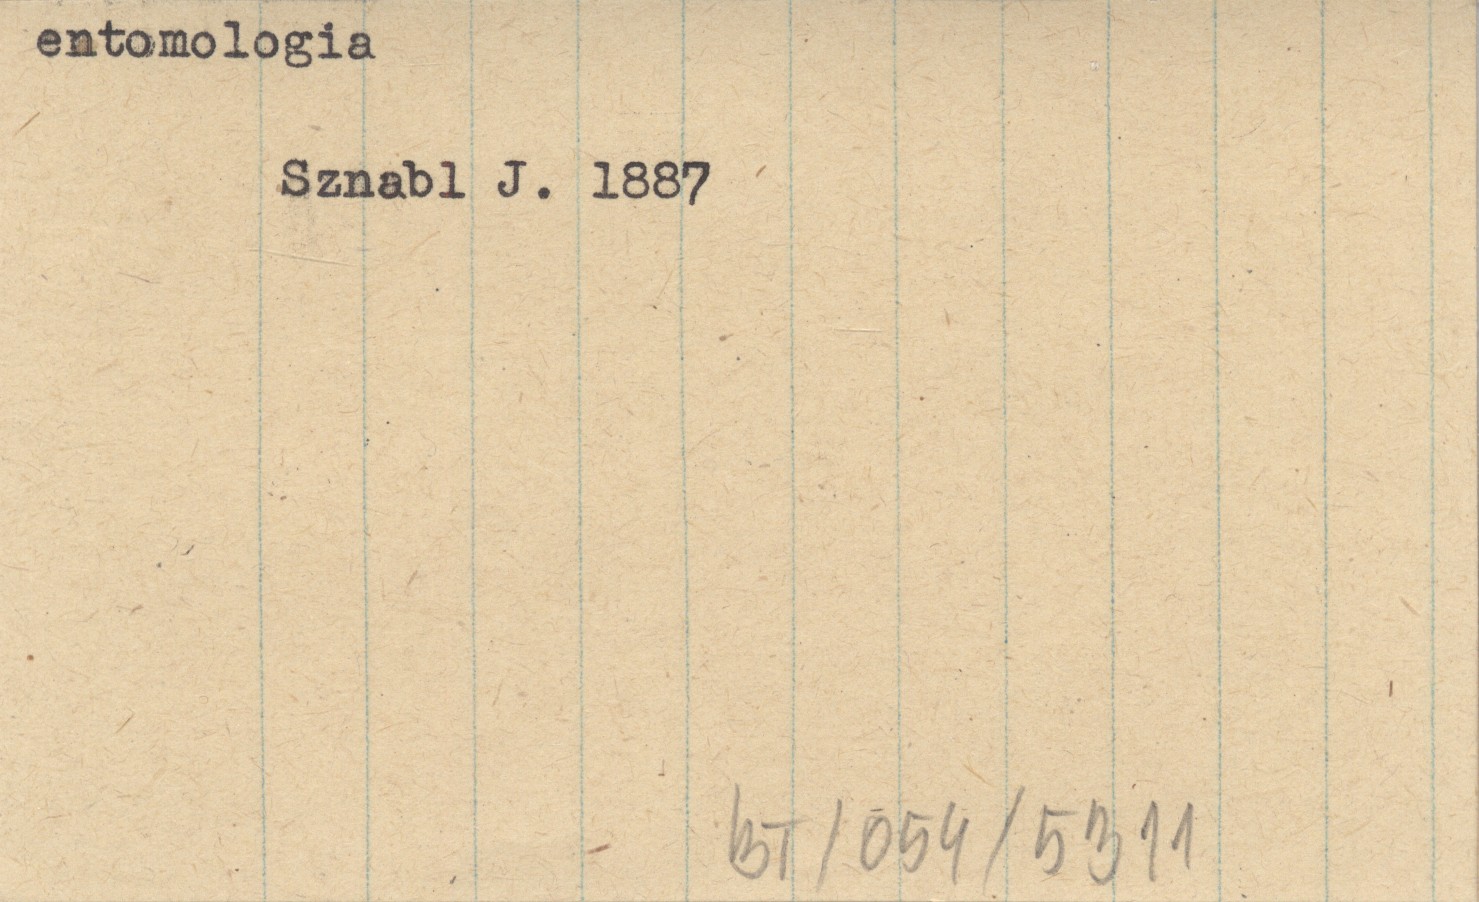 entomologia
Sznabl J. 1887
BT/054/5311